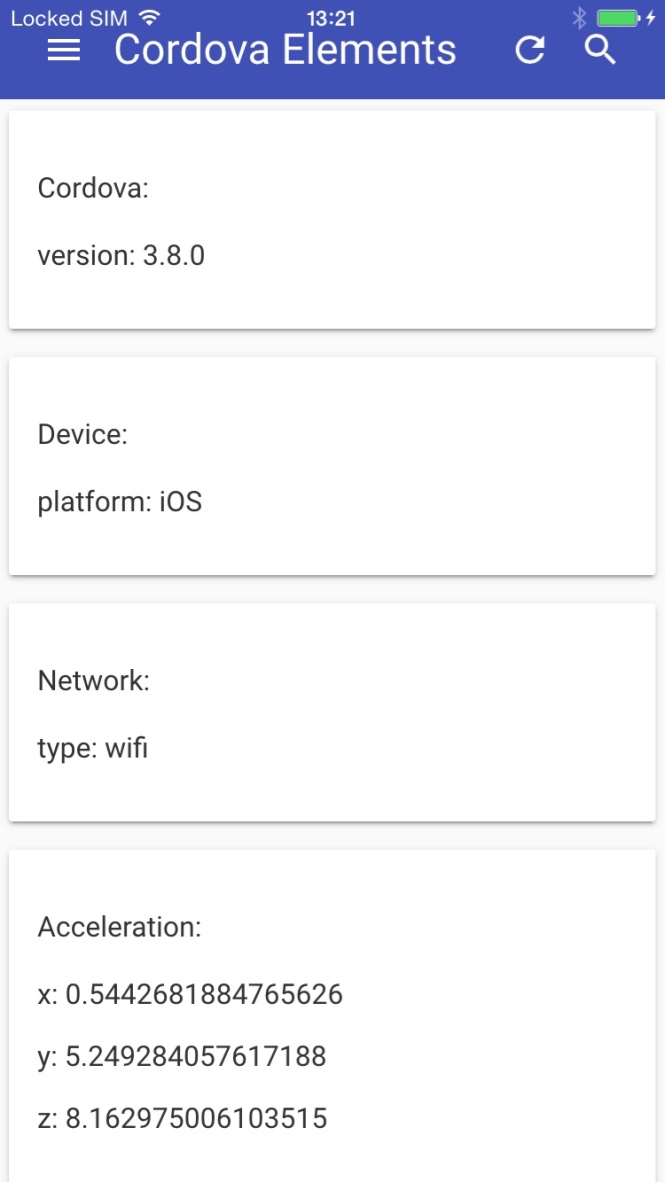 Locked SIM 13:21
Cordova Elements
Cordova:
version: 3.8.0
Device:
platform: iOS
Network:
type: wifi
Acceleration:
x: 0.5442681884765626
y: 5.249284057617188
z: 8.162975006103515